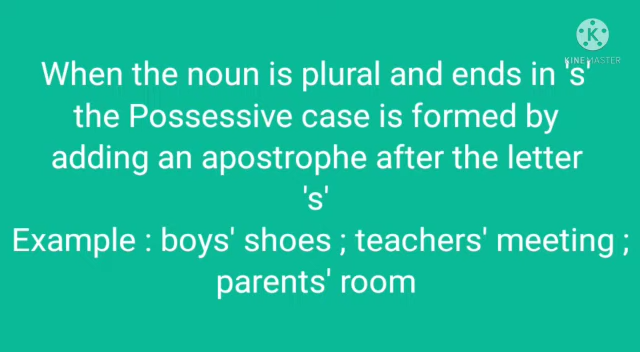 K
KINEMASTER
When the noun is plural and ends in 's'
the Possessive case is formed by
adding an apostrophe after the letter
's'
Example : boys' shoes ; teachers' meeting ;
parents' room